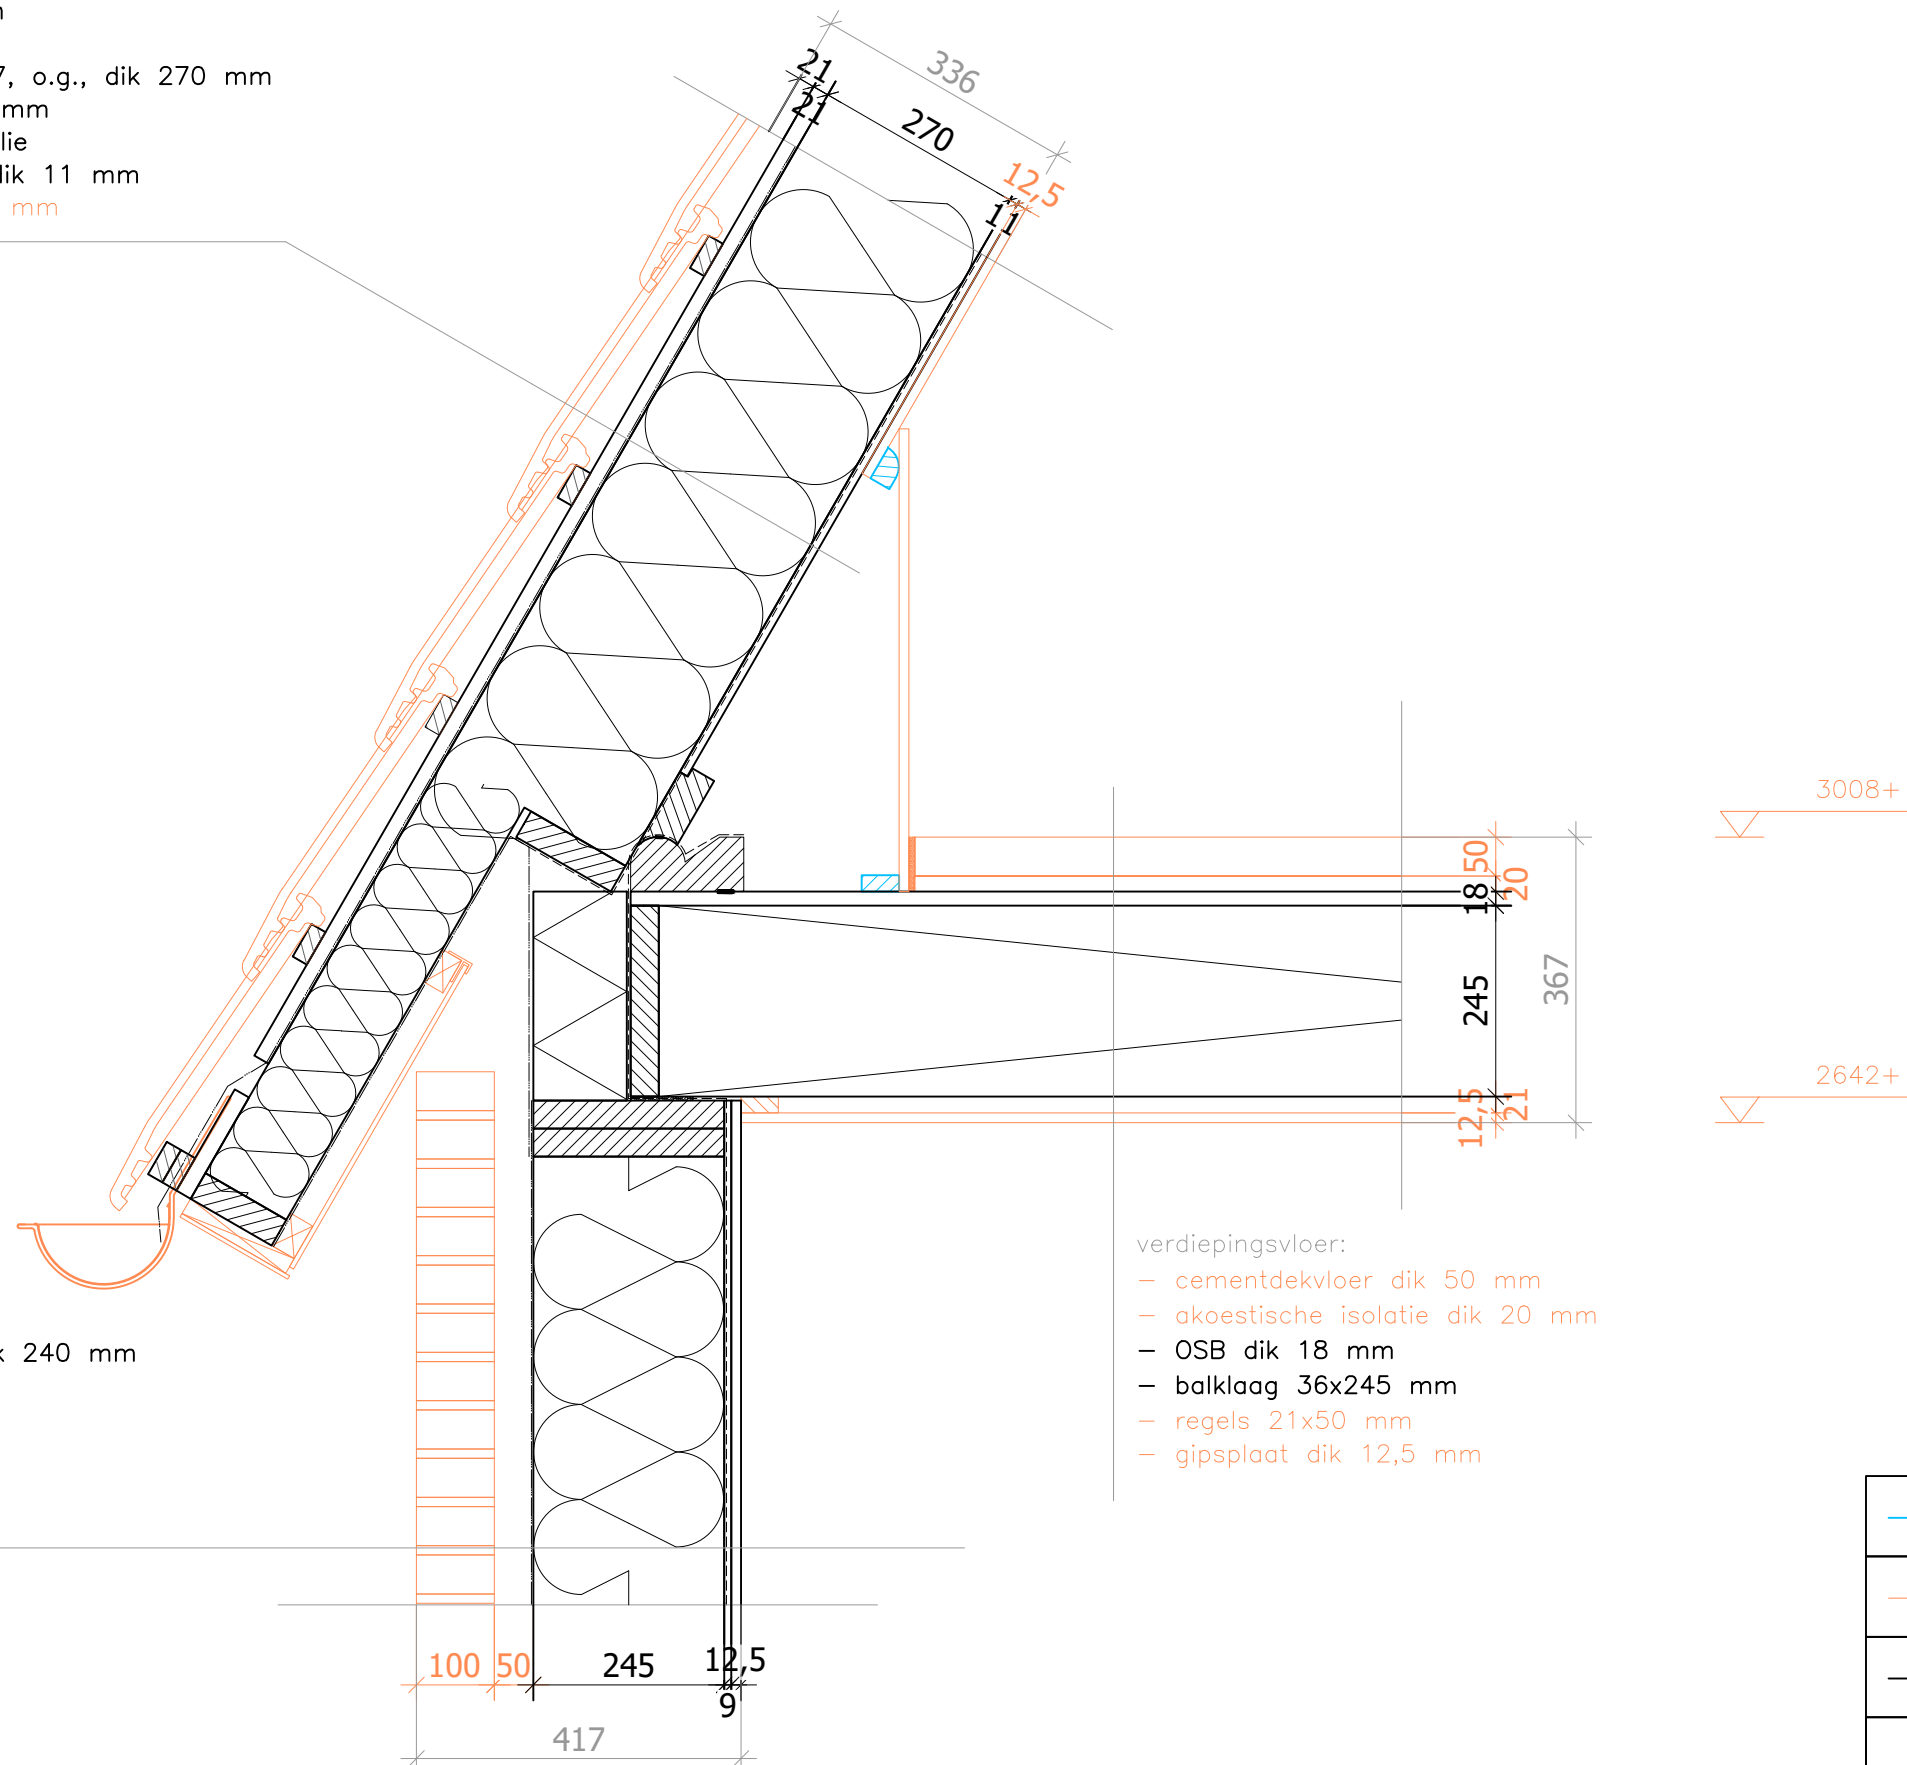 7, o.g., dik 270 mm
mm
lie
dik 11 mm
mm
21
21
336
270
12,5
11
3008+
50
20
18
245
367
2642+
12,5
21
verdiepingsvloer:
– cementdekvloer dik 50 mm
– akoestische isolatie dik 20 mm
– OSB dik 18 mm
– balklaag 36x245 mm
– regels 21x50 mm
– gipsplaat dik 12,5 mm
240 mm
100
50
245
12,5
9
417